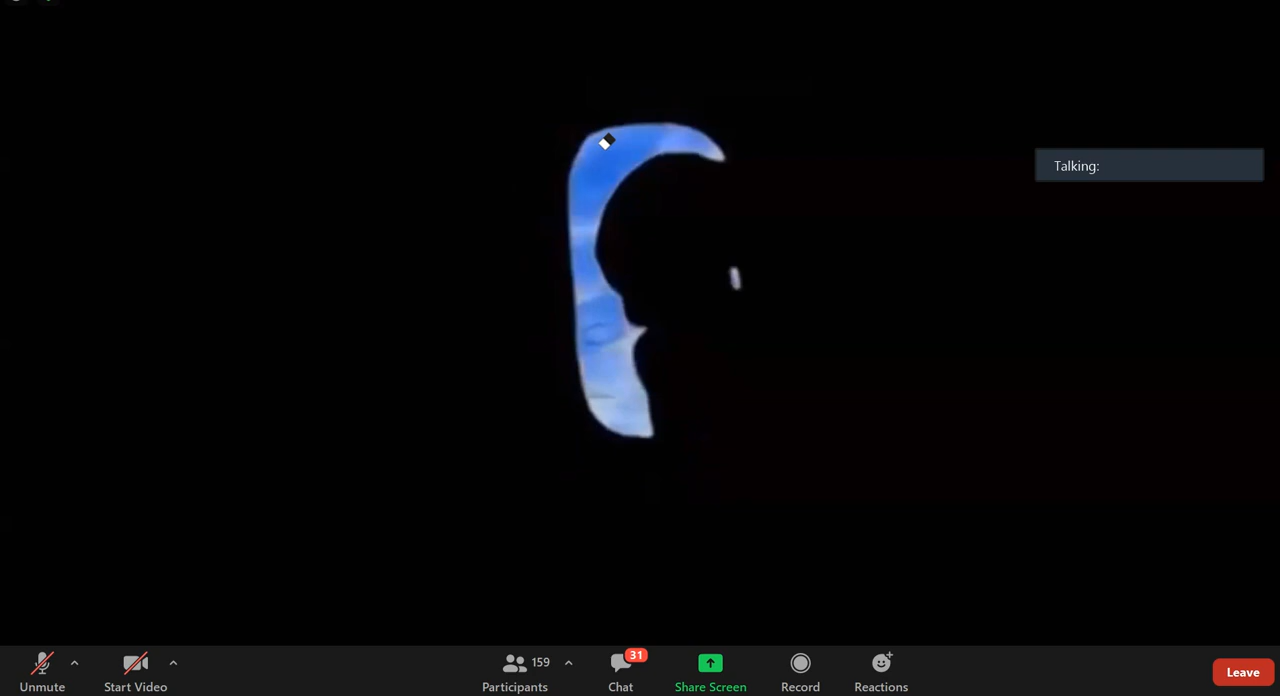 Talking:
159
31
Unmute
Start Video
Participants
Chat
Share Screen
Record
Reactions
Leave